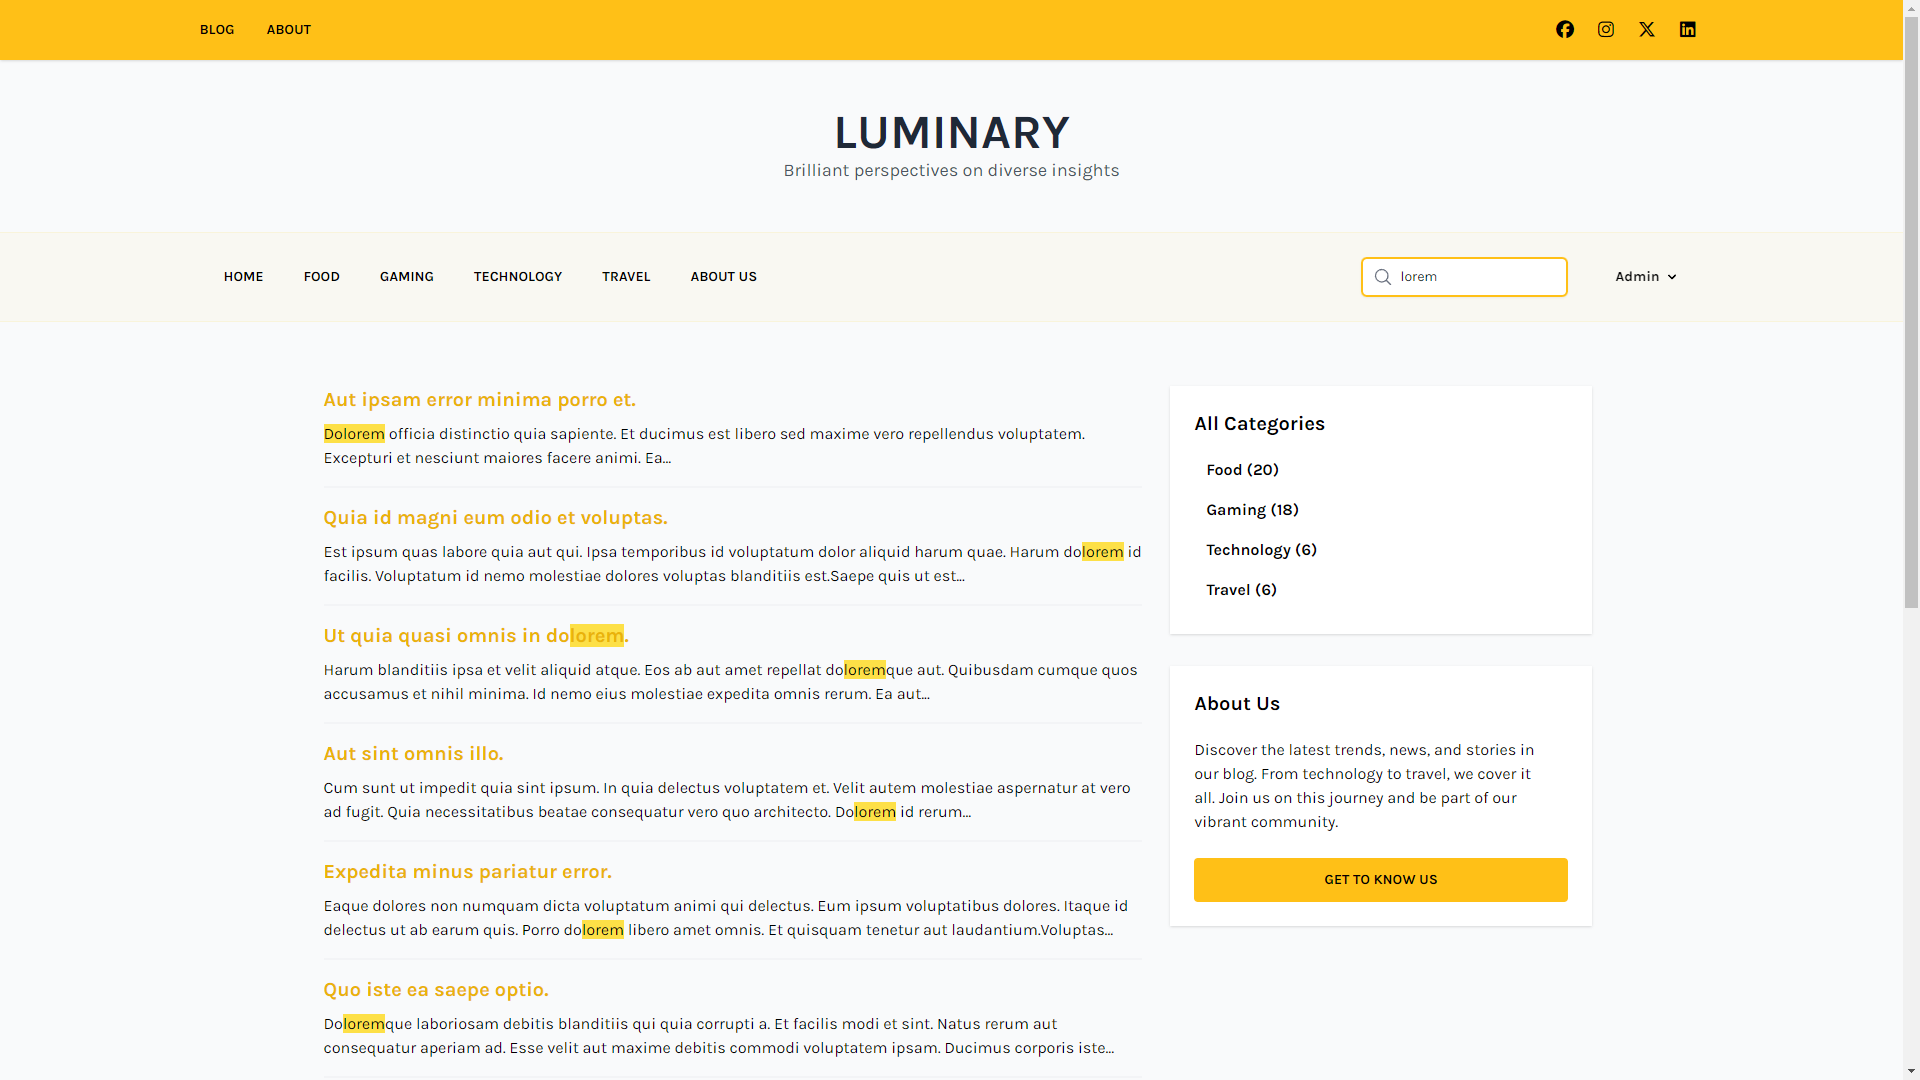 BLOG ABOUT
LUMINARY
Brilliant perspectives on diverse insights
HOME FOOD GAMING TECHNOLOGY TRAVEL ABOUT US lorem Admin
Aut ipsam error minima porro et.
Dolorem officia distinctio quia sapiente. Et ducimus est libero sed maxime vero repellendus voluptatem.
Excepturi et nesciunt maiores facere animi. Ea...
Quia id magni eum odio et voluptas.
Est ipsum quas labore quia aut qui. Ipsa temporibus id voluptatum dolor aliquid harum quae. Harum dolorem id
facilis. Voluptatum id nemo molestiae dolores voluptas blanditiis est.Saepe quis ut est...
Ut quia quasi omnis in dolorem.
Harum blanditiis ipsa et velit aliquid atque. Eos ab aut amet repellat doloremque aut. Quibusdam cumque quos
accusamus et nihil minima. Id nemo eius molestiae expedita omnis rerum. Ea aut...
Aut sint omnis illo.
Cum sunt ut impedit quia sint ipsum. In quia delectus voluptatem et. Velit autem molestiae aspernatur at vero
ad fugit. Quia necessitatibus beatae consequatur vero quo architecto. Dolorem id rerum...
Expedita minus pariatur error.
Eaque dolores non numquam dicta voluptatum animi qui delectus. Eum ipsum voluptatibus dolores. Itaque id
delectus ut ab earum quis. Porro dolorem libero amet omnis. Et quisquam tenetur aut laudantium.Voluptas...
Quo iste ea saepe optio.
Doloremque laboriosam debitis blanditiis qui quia corrupti a. Et facilis modi et sint. Natus rerum aut
consequatur aperiam ad. Esse velit aut maxime debitis commodi voluptatem ipsam. Ducimus corporis iste...
All Categories
Food (20)
Gaming (18)
Technology (6)
Travel (6)
About Us
Discover the latest trends, news, and stories in
our blog. From technology to travel, we cover it
all. Join us on this journey and be part of our
vibrant community.
GET TO KNOW US